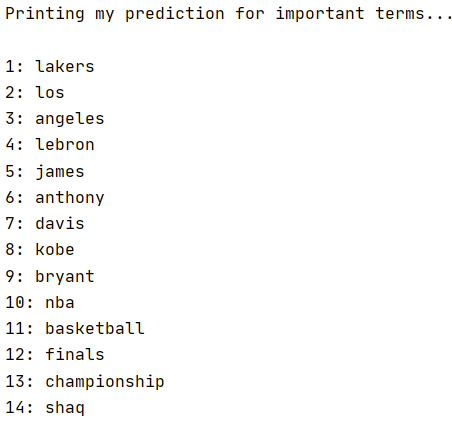 Printing my prediction for important terms...
1: lakers
2: los
3: angeles
4: lebron
5: james
6: anthony
7: davis
8: kobe
9: bryant
10: nba
11: basketball
12: finals
13: championship
14: shaq